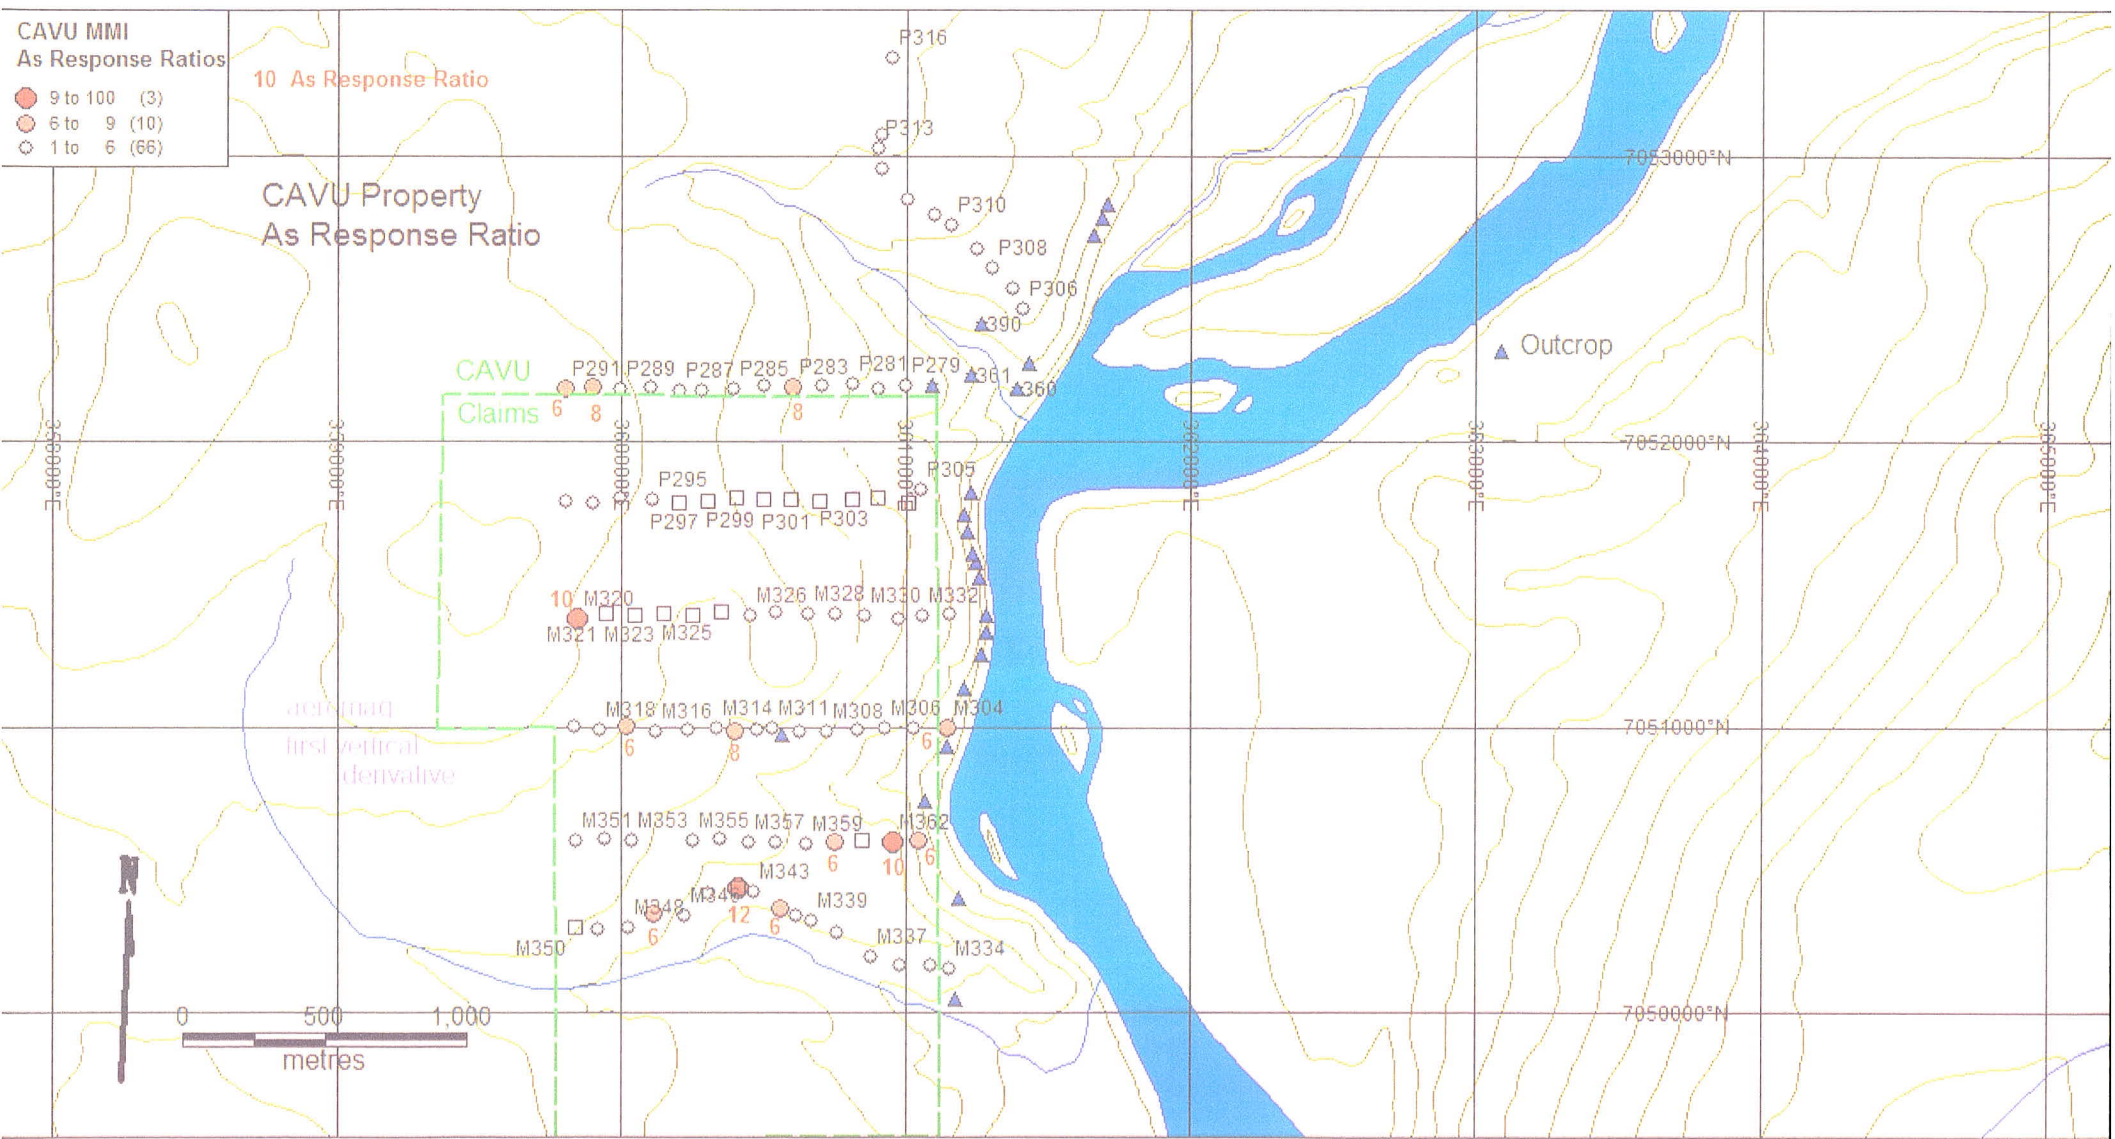 CAVU MMI
As Response Ratios
9 to 100 (3)
6 to 9 (10)
1 to 6 (66)
10 As Response Ratio
CAVU Property
As Response Ratio
P316
P313
7053000°N
P310
P308
P306
390
Outcrop
CAVU
Claims
P291 P289 P287 P285 P283 P281 P279 361 360
6 8 8
7052000°N
P295 P305
P297 P299 P301 P303
10 M320 M326 M328 M330 M332
M321 M323 M325
aeromag
first vertical
derivative
M318 M316 M314 M311 M308 M306 M304
7051000°N
6 8 6
M351 M353 M355 M357 M359 M362
6 10 6
M343
M348 M339
6 12 6
M350 M337 M334
N
0 500 1,000
metres
7050000°N